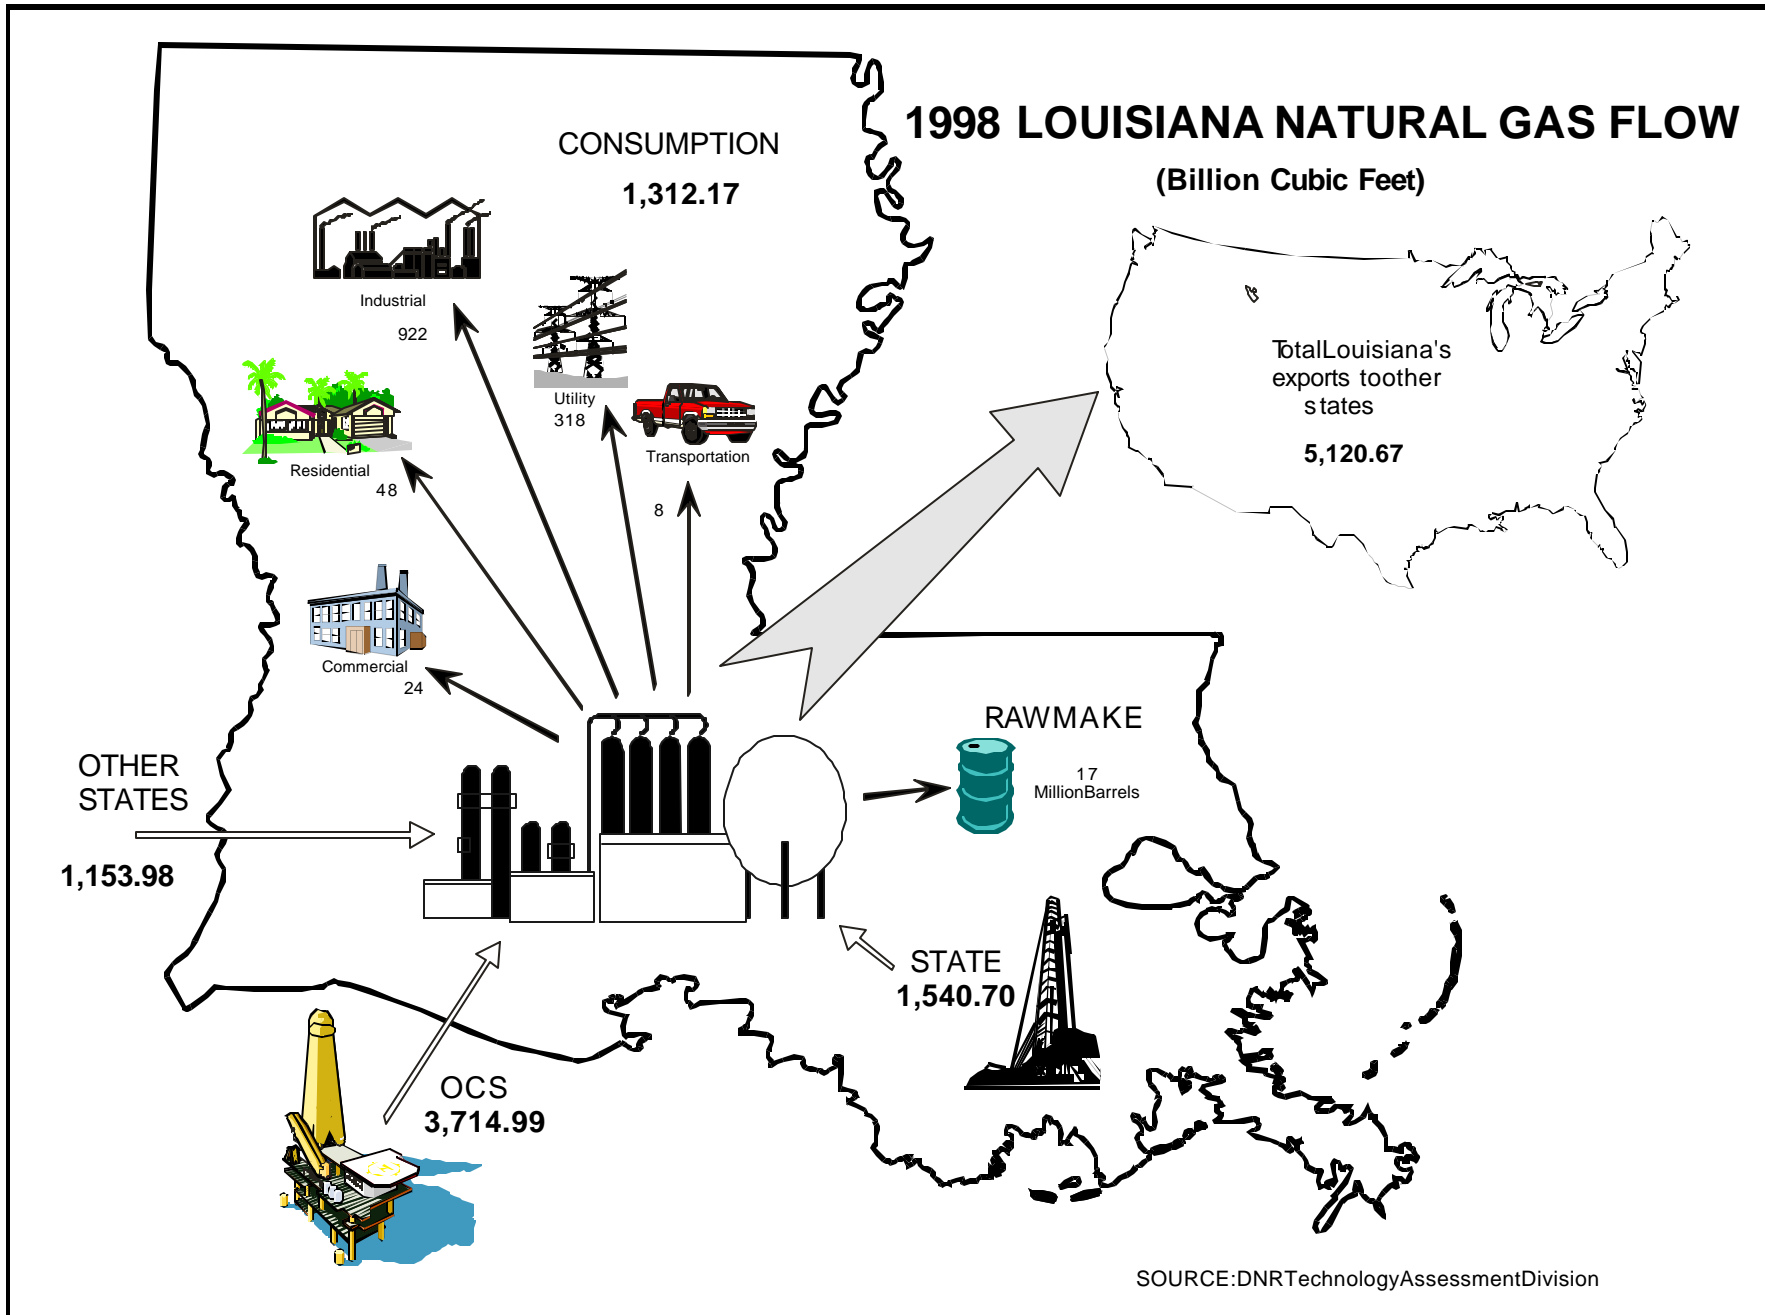 1998 LOUISIANA NATURAL GAS FLOW
(Billion Cubic Feet)
CONSUMPTION
1,312.17
Industrial
922
Utility
318
Transportation
8
Residential
48
Commercial
24
TotalLouisiana's
exports toother
states
5,120.67
RAWMAKE
17
MillionBarrels
OTHER
STATES
1,153.98
STATE
1,540.70
OCS
3,714.99
SOURCE:DNRTechnologyAssessmentDivision